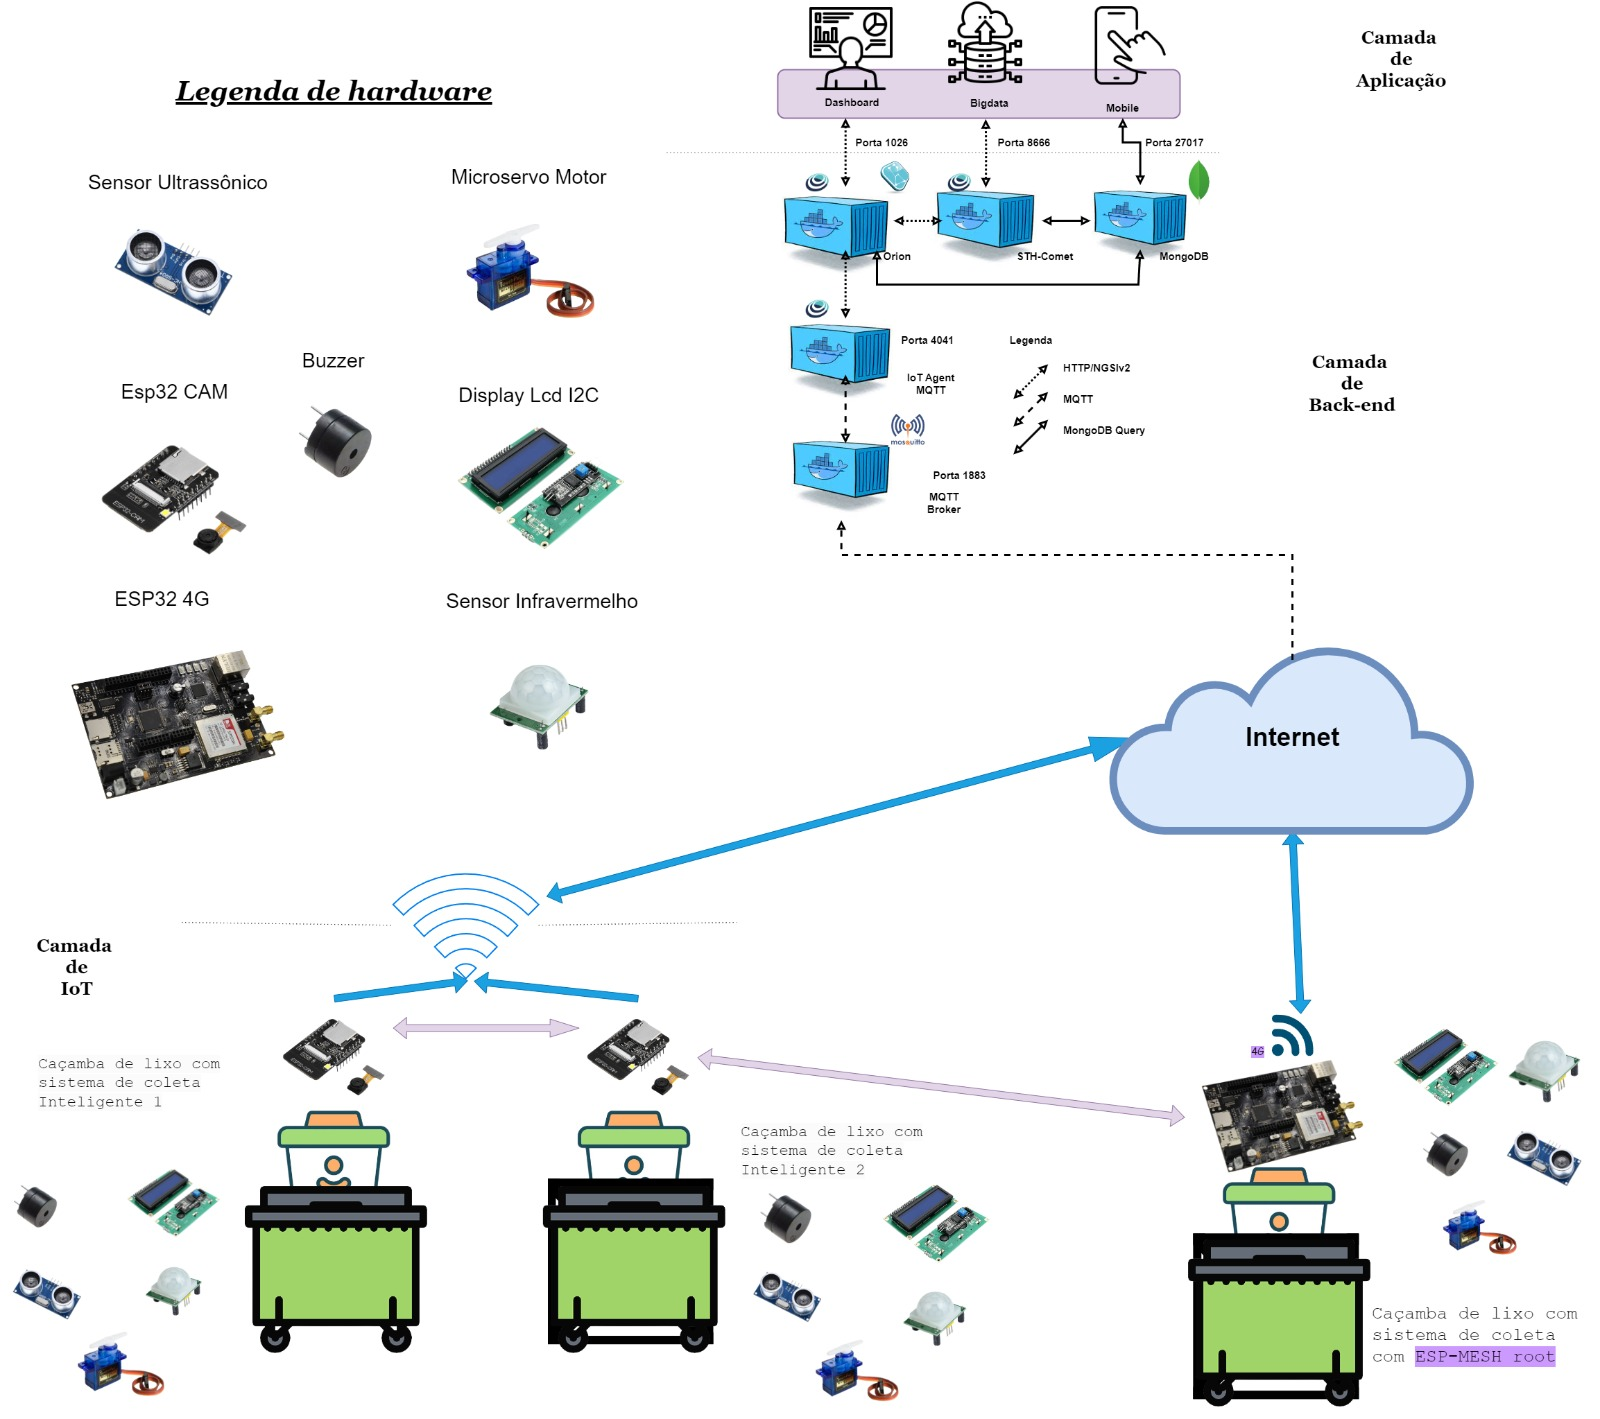 Legenda de hardware
Sensor Ultrassônico
Microservo Motor
Buzzer
Esp32 CAM
Display Lcd I2C
ESP32 4G
Sensor Infravermelho
Camada
de
Aplicação
Dashboard
Bigdata
Mobile
Porta 1026
Porta 8666
Porta 27017
Orion
STH-Comet
MongoDB
Porta 4041
IoT Agent
MQTT
Legenda
HTTP/NGSIv2
MQTT
MongoDB Query
mosquitto
Porta 1883
MQTT
Broker
Camada
de
Back-end
Internet
Camada
de
IoT
Caçamba de lixo com
sistema de coleta
Inteligente 1
Caçamba de lixo com
sistema de coleta
Inteligente 2
4G
Caçamba de lixo com
sistema de coleta
com ESP-MESH root